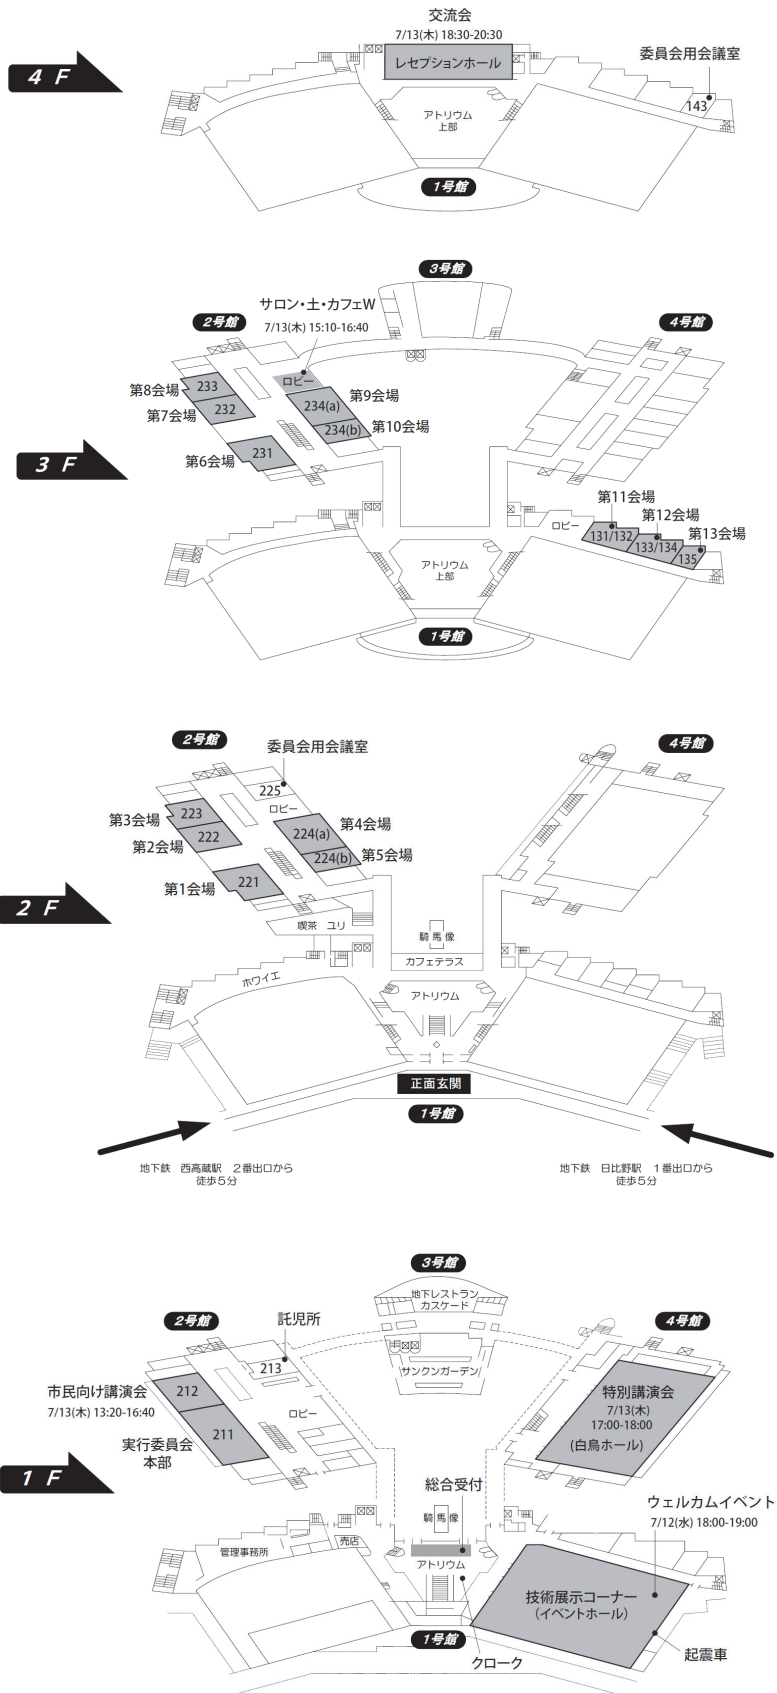 交流会
7/13(木) 18:30-20:30
4 F
レセプションホール
委員会用会議室
143
アトリウム
上部
1号館
3号館
サロン・土・カフェW
7/13(木) 15:10-16:40
2号館
4号館
ロビー
第8会場
233
第7会場
232
234(a)
第9会場
234(b)
第10会場
3 F
第6会場
231
第11会場
第12会場
第13会場
ロビー
131/132
133/134
135
アトリウム
上部
1号館
2号館
委員会用会議室
4号館
225
ロビー
第3会場
223
第2会場
222
224(a)
第4会場
224(b)
第5会場
第1会場
221
2 F
喫茶 ユリ
騎馬像
カフェテラス
ホワイエ
アトリウム
正面玄関
1号館
地下鉄 西高蔵駅 2番出口から
徒歩5分
地下鉄 日比野駅 1番出口から
徒歩5分
3号館
地下レストラン
カスケード
2号館
託児所
4号館
213
サンクンガーデン
市民向け講演会
7/13(木) 13:20-16:40
212
ロビー
特別講演会
7/13(木)
17:00-18:00
(白鳥ホール)
211
実行委員会
本部
1 F
総合受付
騎馬像
ウェルカムイベント
7/12(水) 18:00-19:00
売店
管理事務所
アトリウム
技術展示コーナー
(イベントホール)
1号館
クローク
起震車